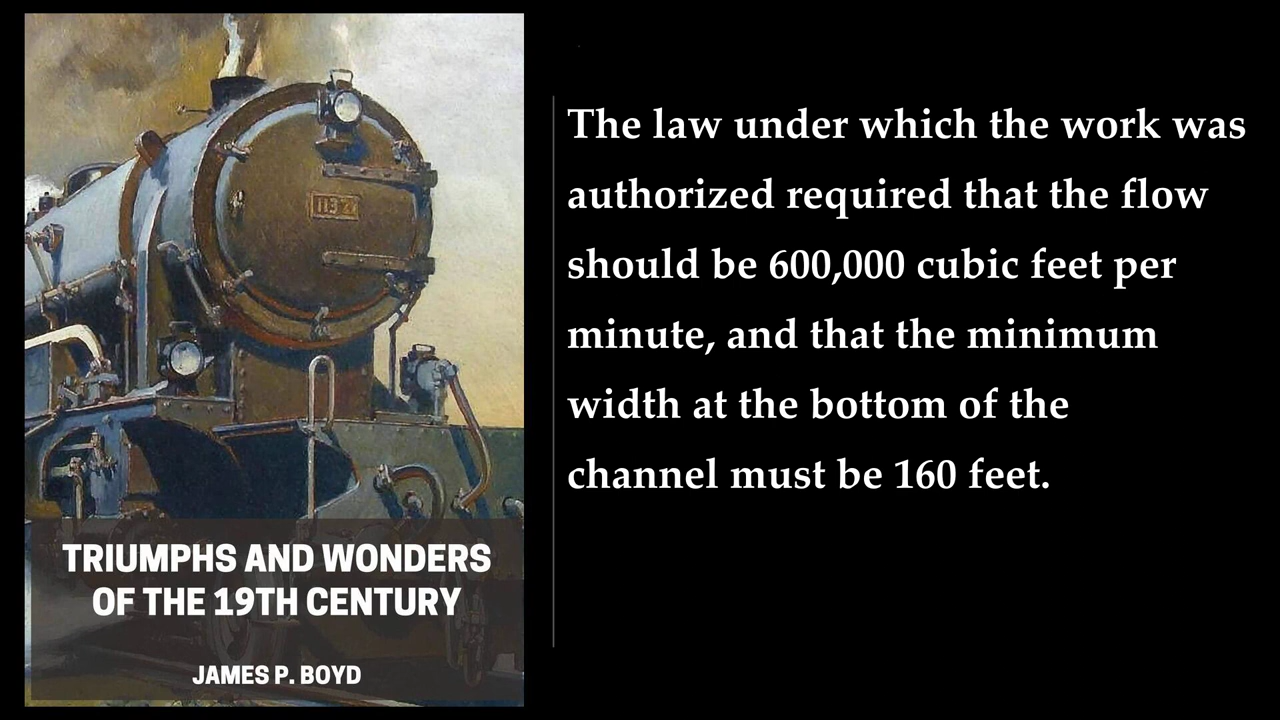 TRIUMPHS AND WONDERS
OF THE 19TH CENTURY
JAMES P. BOYD
The law under which the work was
authorized required that the flow
should be 600,000 cubic feet per
minute, and that the minimum
width at the bottom of the
channel must be 160 feet.